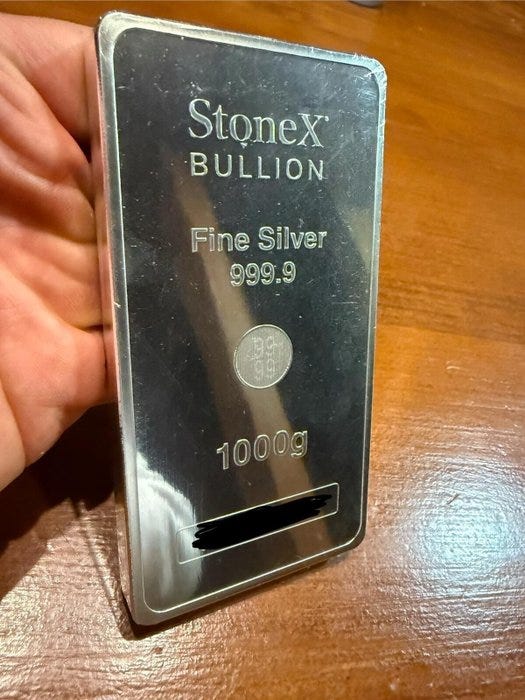 StoneX®
BULLION
Fine Silver
999.9
1000g